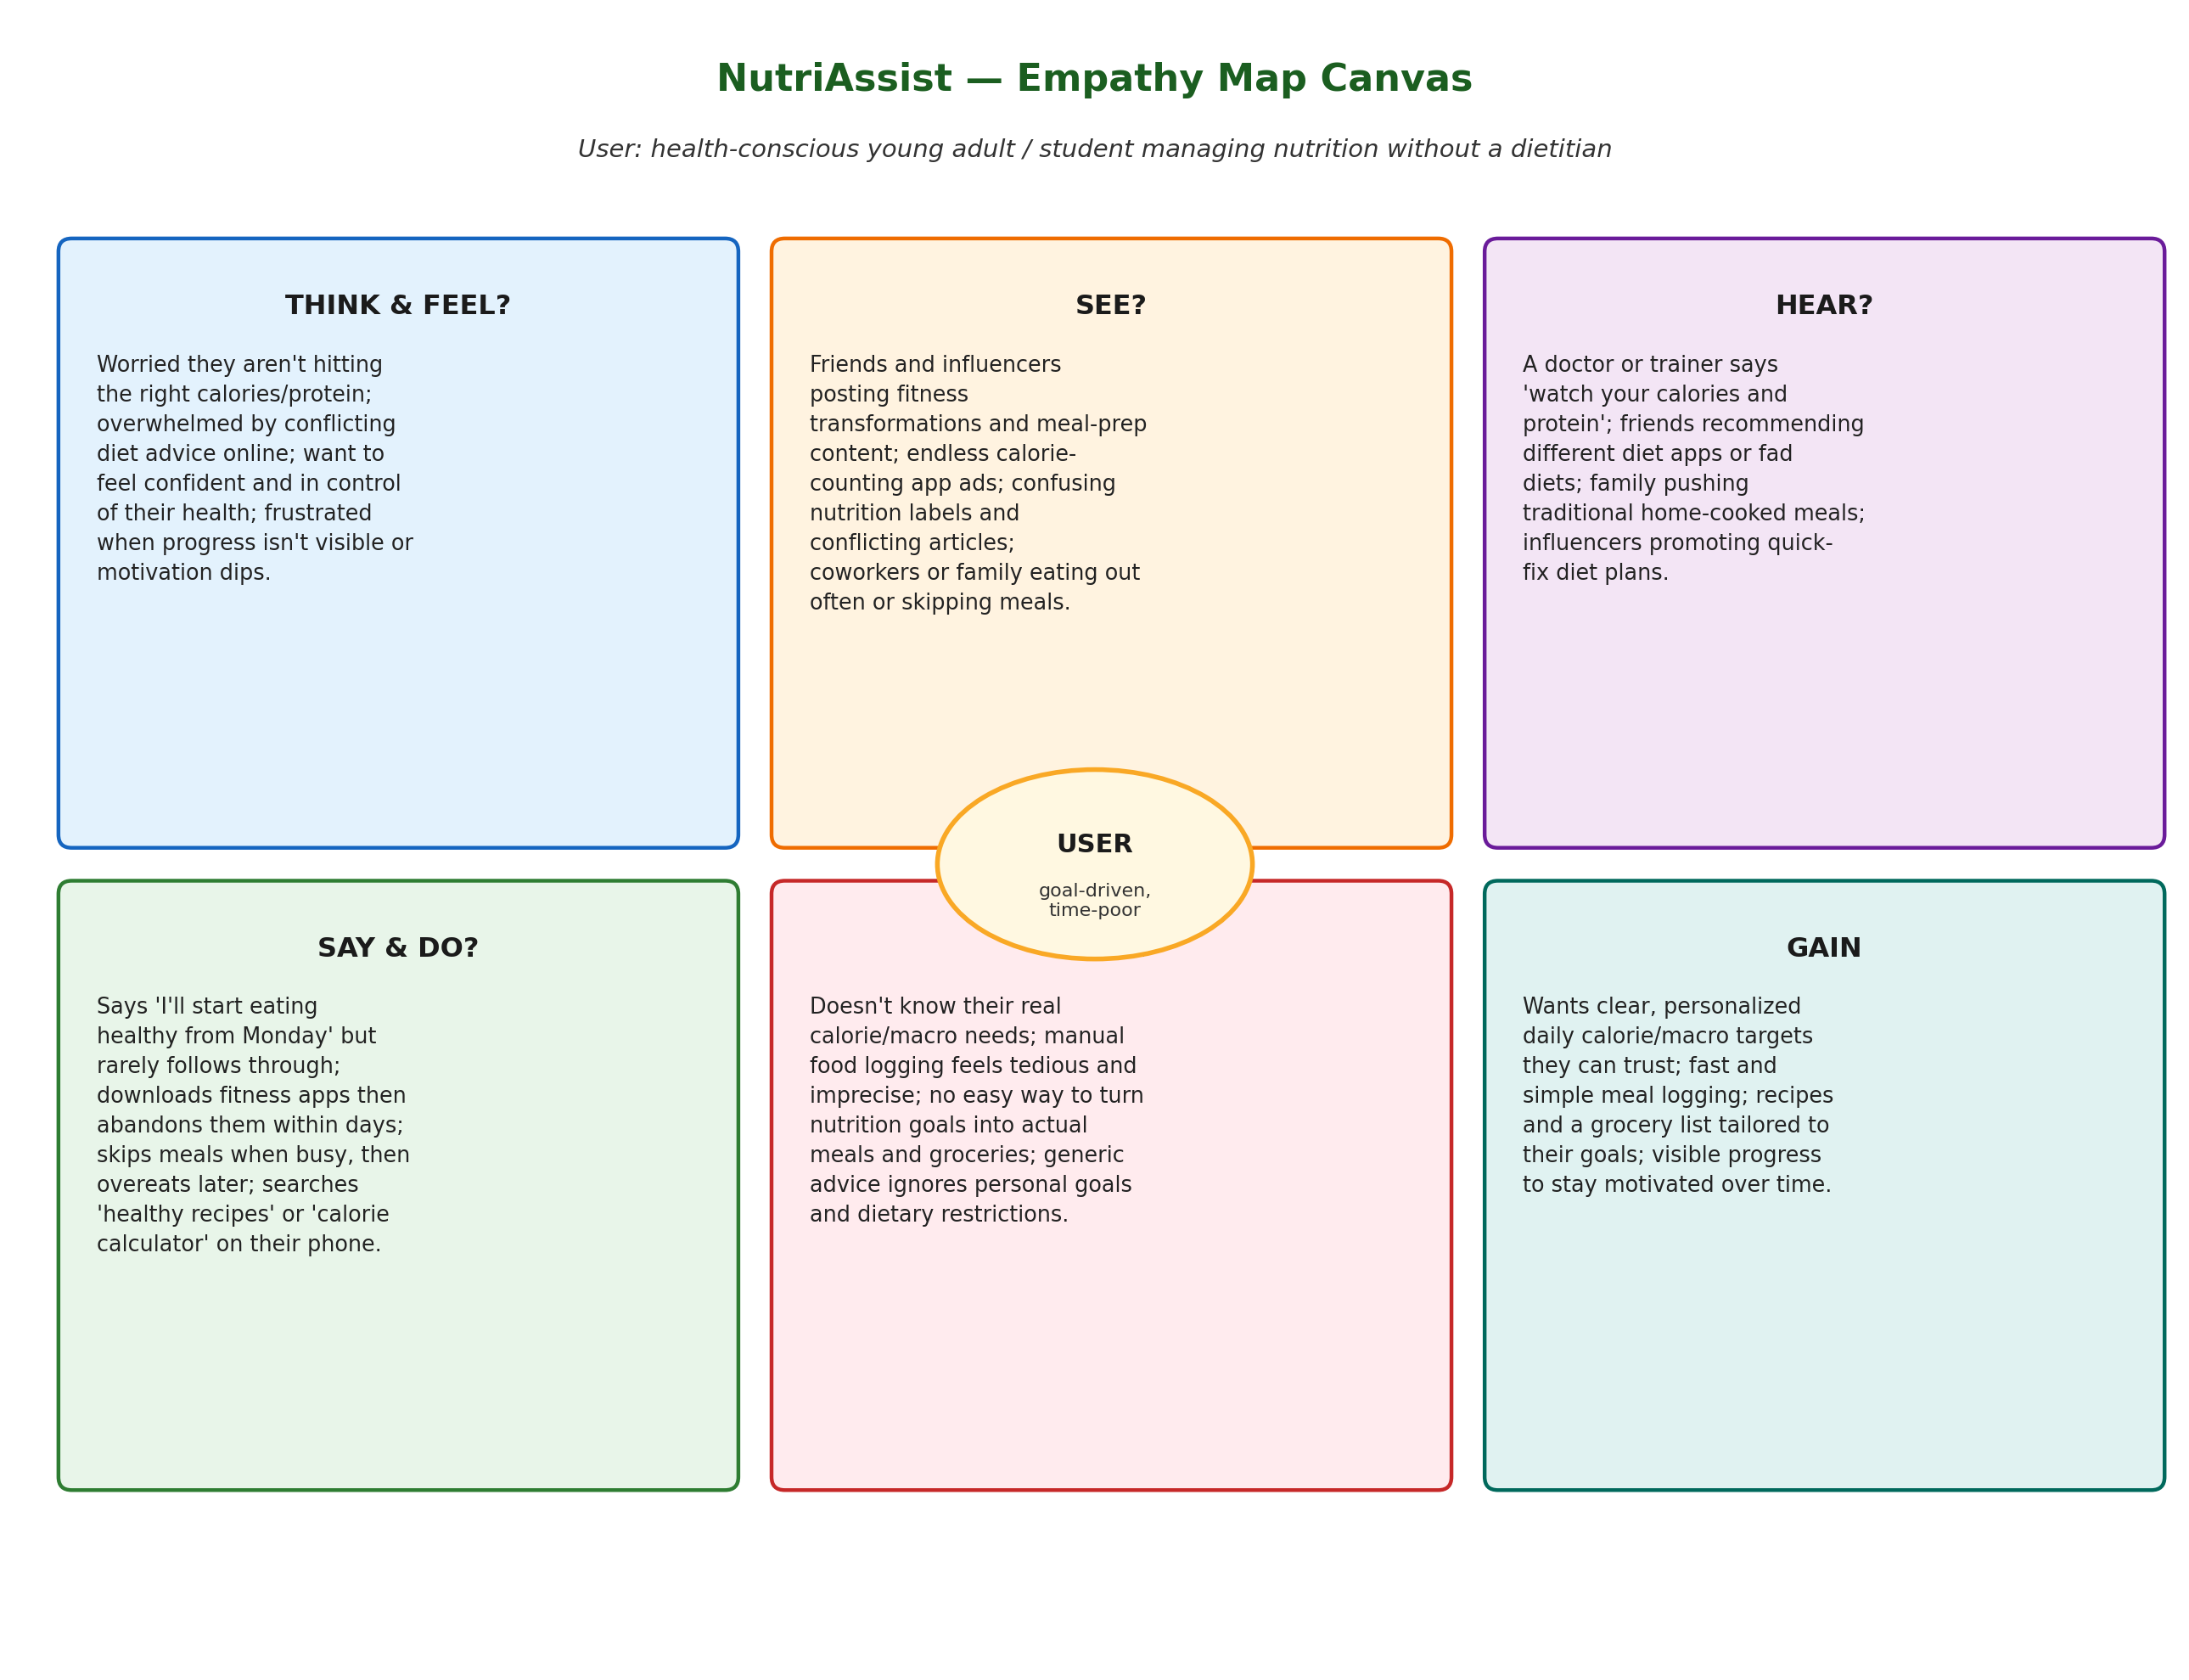 NutriAssist — Empathy Map Canvas
User: health-conscious young adult / student managing nutrition without a dietitian
THINK & FEEL?
Worried they aren't hitting
the right calories/protein;
overwhelmed by conflicting
diet advice online; want to
feel confident and in control
of their health; frustrated
when progress isn't visible or
motivation dips.
SEE?
Friends and influencers
posting fitness
transformations and meal-prep
content; endless calorie-
counting app ads; confusing
nutrition labels and
conflicting articles;
coworkers or family eating out
often or skipping meals.
HEAR?
A doctor or trainer says
'watch your calories and
protein'; friends recommending
different diet apps or fad
diets; family pushing
traditional home-cooked meals;
influencers promoting quick-
fix diet plans.
USER
goal-driven,
time-poor
SAY & DO?
Says 'I'll start eating
healthy from Monday' but
rarely follows through;
downloads fitness apps then
abandons them within days;
skips meals when busy, then
overeats later; searches
'healthy recipes' or 'calorie
calculator' on their phone.
Doesn't know their real
calorie/macro needs; manual
food logging feels tedious and
imprecise; no easy way to turn
nutrition goals into actual
meals and groceries; generic
advice ignores personal goals
and dietary restrictions.
GAIN
Wants clear, personalized
daily calorie/macro targets
they can trust; fast and
simple meal logging; recipes
and a grocery list tailored to
their goals; visible progress
to stay motivated over time.